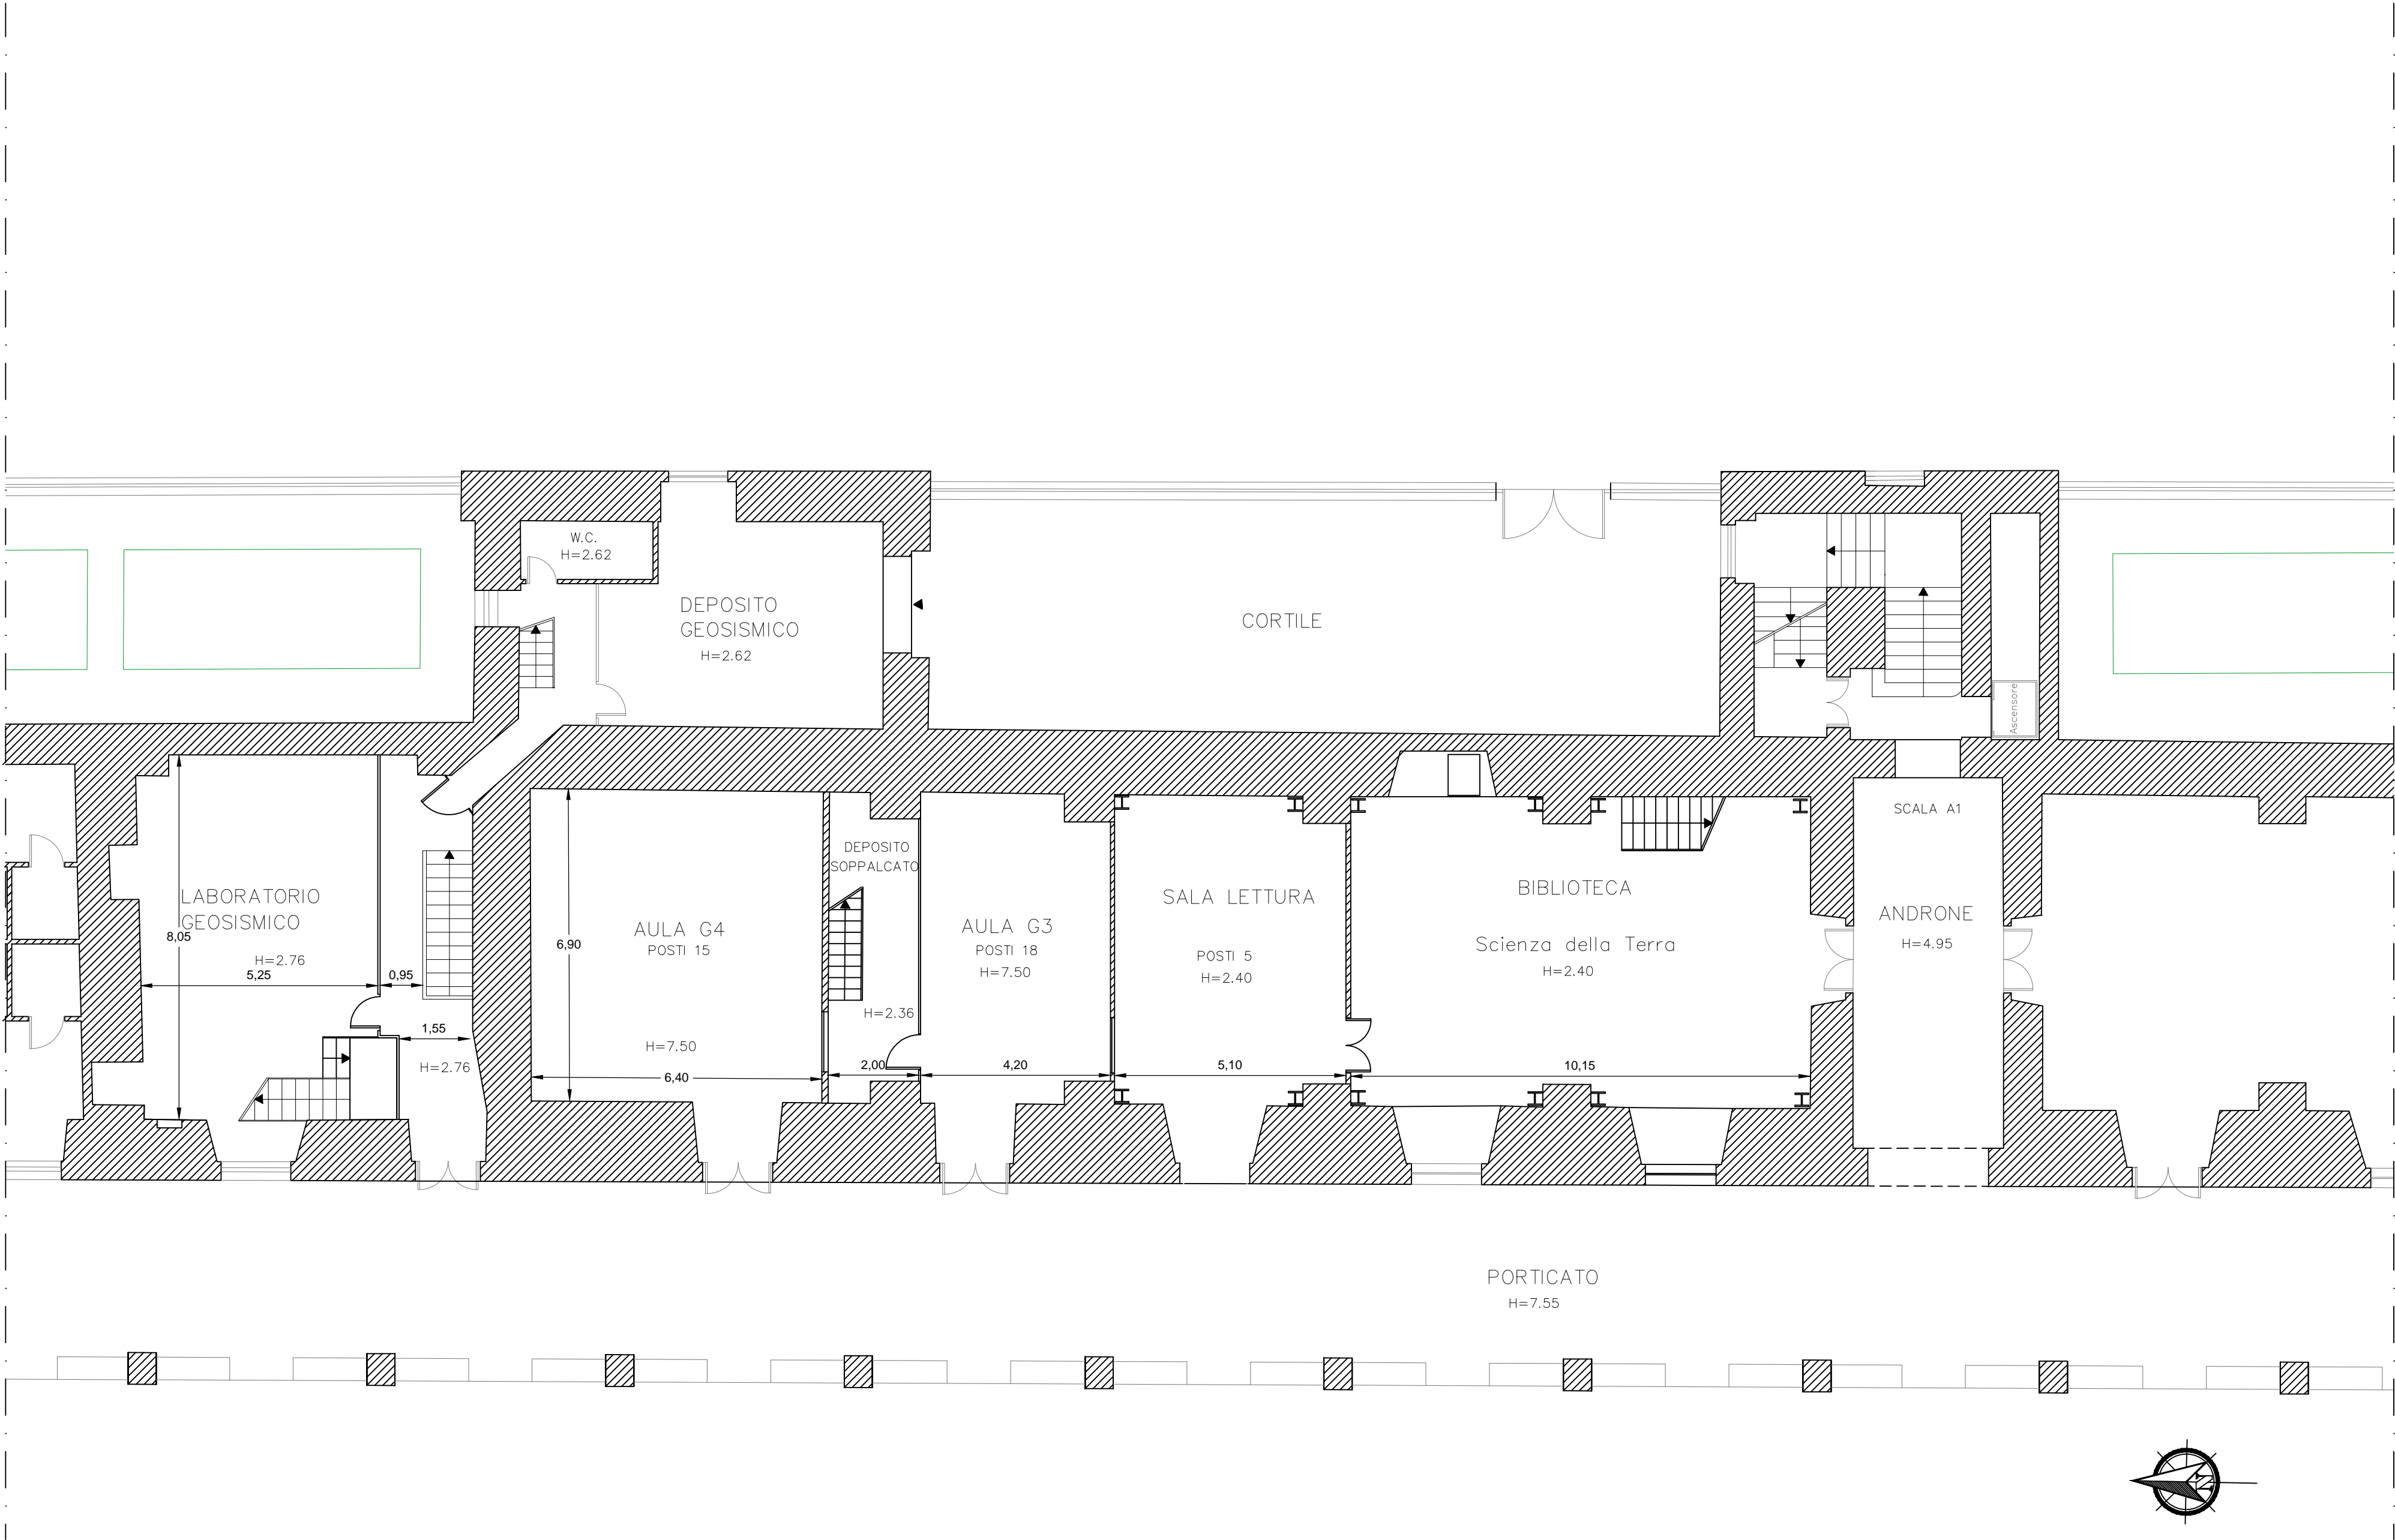 W.C.
H=2.62
DEPOSITO
GEOSISMICO
H=2.62
CORTILE
Ascensore
SCALA A1
DEPOSITO
SOPPALCATO
LABORATORIO
GEOSISMICO
8,05
H=2.76
5,25
0,95
1,55
H=2.76
AULA G4
POSTI 15
6,90
H=7.50
6,40
H=2.36
2,00
AULA G3
POSTI 18
H=7.50
4,20
SALA LETTURA
POSTI 5
H=2.40
5,10
BIBLIOTECA
Scienza della Terra
H=2.40
10,15
ANDRONE
H=4.95
PORTICATO
H=7.55
N